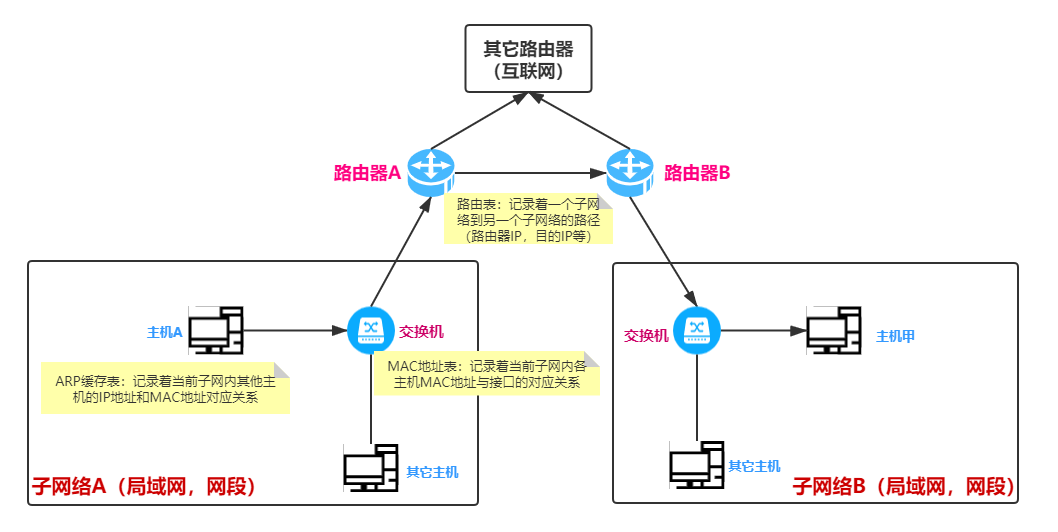 其它路由器
（互联网）
路由器A
路由器B
路由表：记录着一个子网
络到另一个子网络的路径
（路由器IP，目的IP等）
主机A
交换机
ARP缓存表：记录着当前子网内其他主
机的IP地址和MAC地址对应关系
MAC地址表：记录着当前子网内各
主机MAC地址与接口的对应关系
其它主机
子网络A（局域网，网段）
交换机
主机甲
其它主机
子网络B（局域网，网段）